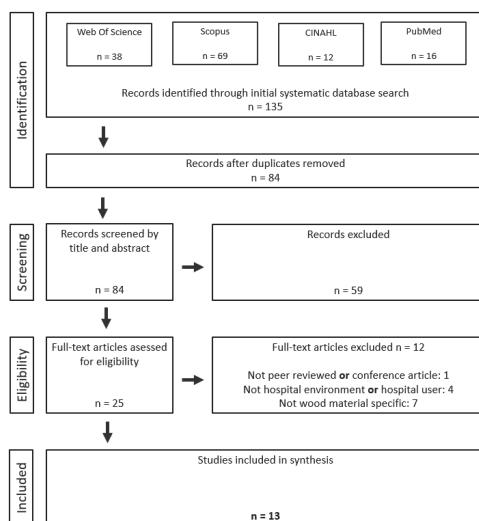 Identification
Web Of Science
n = 38
Scopus
n = 69
CINAHL
n = 12
PubMed
n = 16
Records identified through initial systematic database search
n = 135
Records after duplicates removed
n = 84
Screening
Records screened by
title and abstract
n = 84
Records excluded
n = 59
Eligibility
Full-text articles asessed
for eligibility
n = 25
Full-text articles excluded n = 12
Not peer reviewed or conference article: 1
Not hospital environment or hospital user: 4
Not wood material specific: 7
Included
Studies included in synthesis
n = 13